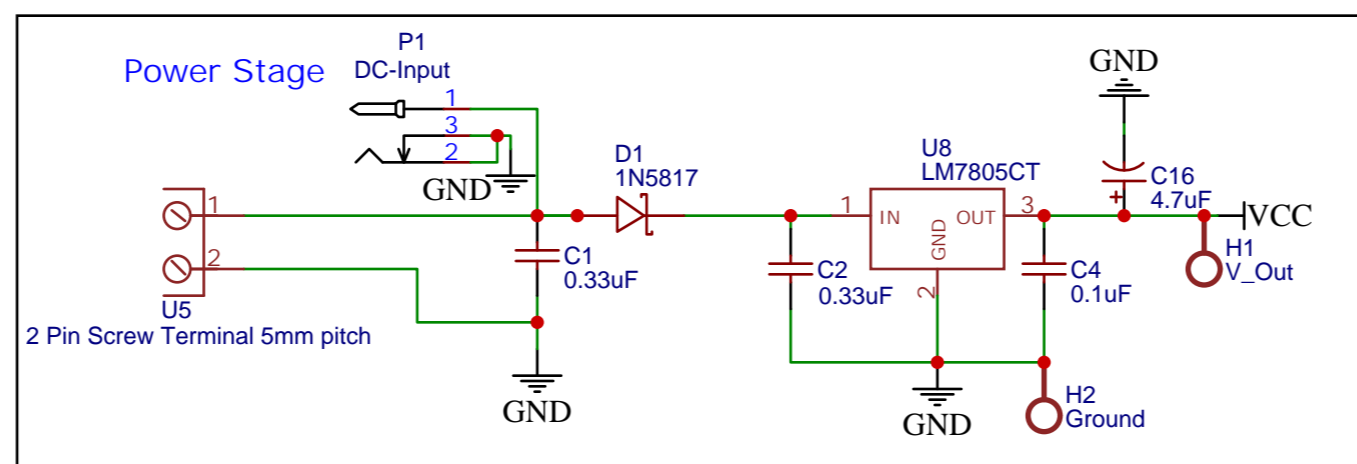 Power Stage
P1
DC-Input
1
3
2
GND
GND
D1
1N5817
U8
LM7805CT
C16
4.7uF
+
1
2
U5
2 Pin Screw Terminal 5mm pitch
C1
0.33uF
GND
1
IN
OUT
3
GND
2
C2
0.33uF
C4
0.1uF
VCC
H1
V_Out
GND
H2
Ground